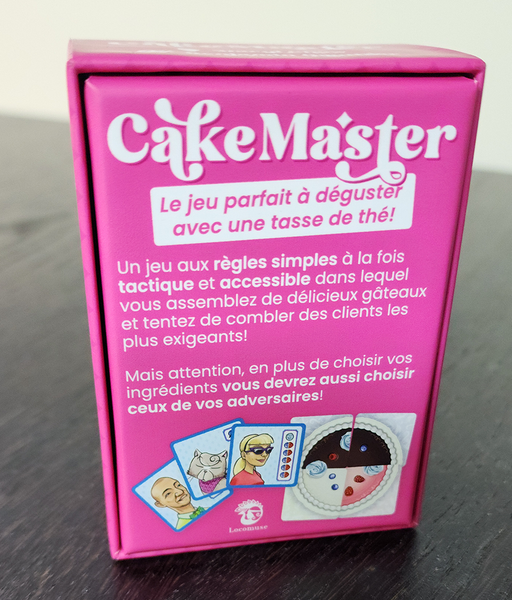 CakeMaster
Le jeu parfait à déguster
avec une tasse de thé!
Un jeu aux règles simples à la fois
tactique et accessible dans lequel
vous assemblez de délicieux gâteaux
et tentez de combler des clients les
plus exigeants!
Mais attention, en plus de choisir vos
ingrédients vous devrez aussi choisir
ceux de vos adversaires!
Locomuse